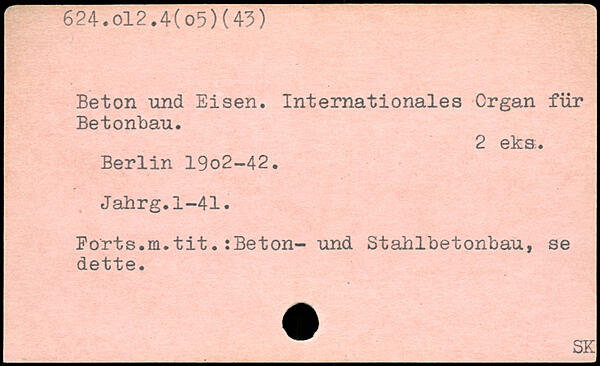 624.o12.4(o5)(43)
Beton und Eisen. Internationales Organ für
Betonbau.
2 eks.
Berlin 19o2-42.
Jahrg.1-41.
Forts.m.tit.:Beton- und Stahlbetonbau, se
dette.
SK